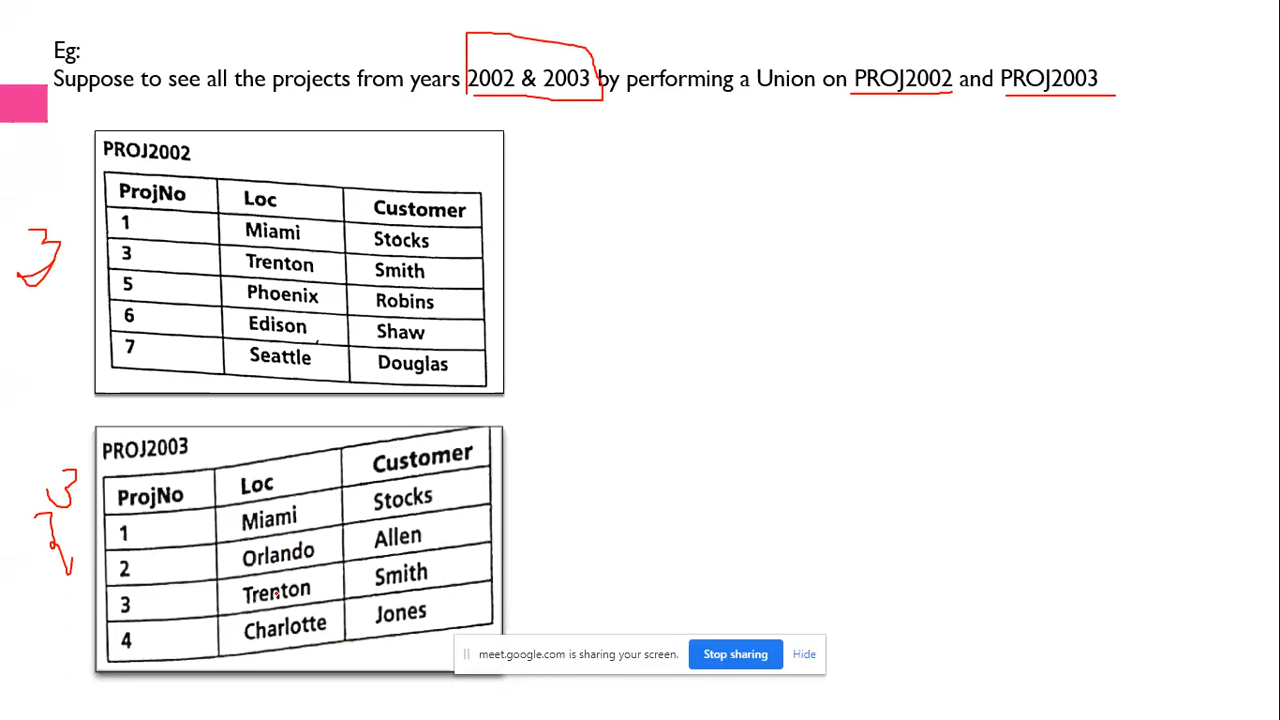 Eg:
Suppose to see all the projects from years 2002 & 2003 by performing a Union on PROJ2002 and PROJ2003
PROJ2002
ProjNo Loc Customer
1 Miami Stocks
3 Trenton Smith
5 Phoenix Robins
6 Edison Shaw
7 Seattle Douglas
3
PROJ2003
ProjNo Loc Customer
1 Miami Stocks
2 Orlando Allen
3 Trenton Smith
4 Charlotte Jones
meet.google.com is sharing your screen. Stop sharing Hide